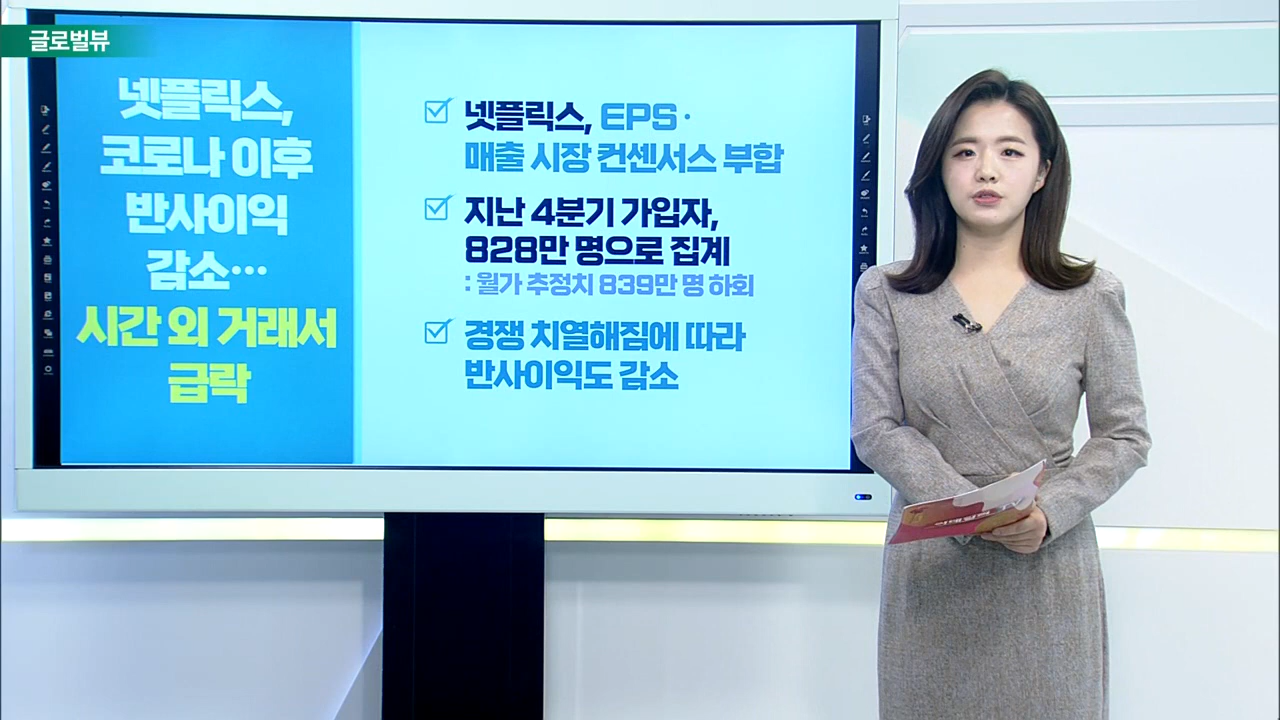 글로벌뷰
넷플릭스,
코로나 이후
반사이익
감소…
시간 외 거래서
급락
넷플릭스, EPS·
매출 시장 컨센서스 부합
지난 4분기 가입자,
828만 명으로 집계
: 월가 추정치 839만 명 하회
경쟁 치열해짐에 따라
반사이익도 감소